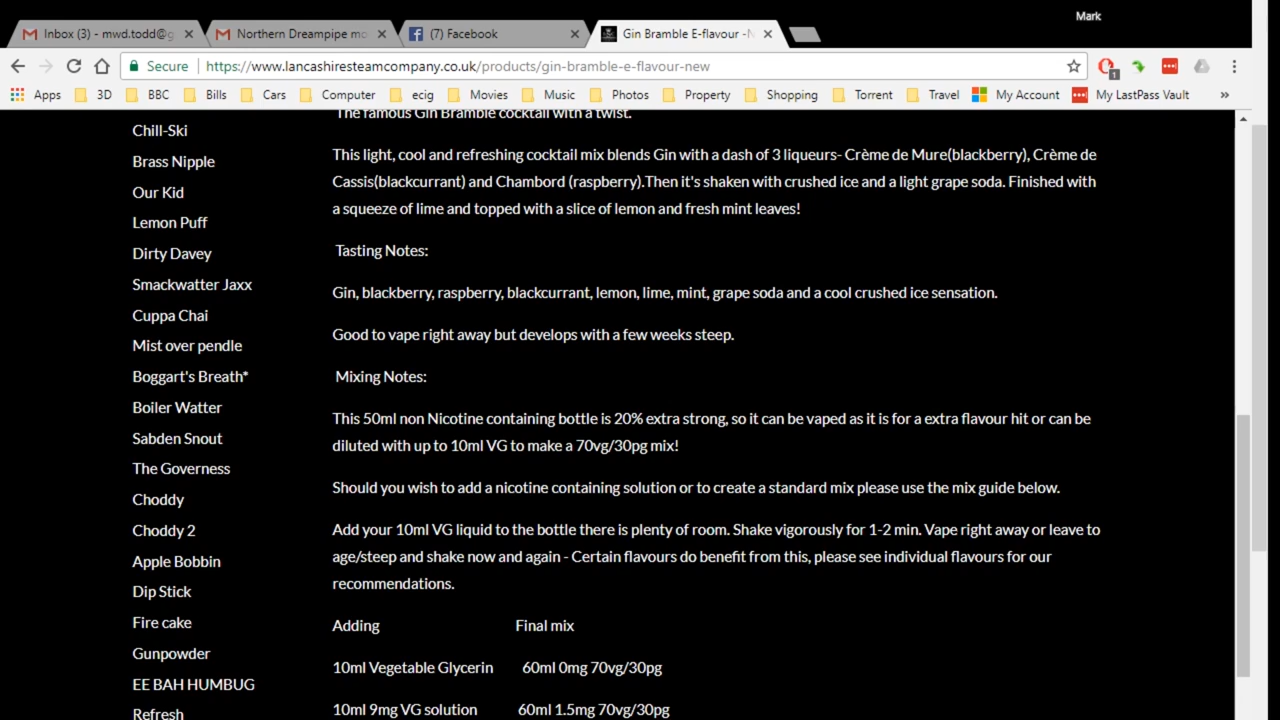 Mark
Inbox (3) - mwd.todd@g
Northern Dreampipe mo
(7) Facebook
Gin Bramble E-flavour -N
Secure
https://www.lancashiresteamcompany.co.uk/products/gin-bramble-e-flavour-new
1
Apps
3D
BBC
Bills
Cars
Computer
ecig
Movies
Music
Photos
Property
Shopping
Torrent
Travel
My Account
My LastPass Vault
»
Chill-Ski
Brass Nipple
Our Kid
Lemon Puff
Dirty Davey
Smackwatter Jaxx
Cuppa Chai
Mist over pendle
Boggart's Breath*
Boiler Watter
Sabden Snout
The Governess
Choddy
Choddy 2
Apple Bobbin
Dip Stick
Fire cake
Gunpowder
EE BAH HUMBUG
Refresh
The famous Gin Bramble cocktail with a twist.
This light, cool and refreshing cocktail mix blends Gin with a dash of 3 liqueurs- Crème de Mure(blackberry), Crème de
Cassis(blackcurrant) and Chambord (raspberry).Then it's shaken with crushed ice and a light grape soda. Finished with
a squeeze of lime and topped with a slice of lemon and fresh mint leaves!
Tasting Notes:
Gin, blackberry, raspberry, blackcurrant, lemon, lime, mint, grape soda and a cool crushed ice sensation.
Good to vape right away but develops with a few weeks steep.
Mixing Notes:
This 50ml non Nicotine containing bottle is 20% extra strong, so it can be vaped as it is for a extra flavour hit or can be
diluted with up to 10ml VG to make a 70vg/30pg mix!
Should you wish to add a nicotine containing solution or to create a standard mix please use the mix guide below.
Add your 10ml VG liquid to the bottle there is plenty of room. Shake vigorously for 1-2 min. Vape right away or leave to
age/steep and shake now and again - Certain flavours do benefit from this, please see individual flavours for our
recommendations.
Adding Final mix
10ml Vegetable Glycerin 60ml 0mg 70vg/30pg
10ml 9mg VG solution 60ml 1.5mg 70vg/30pg